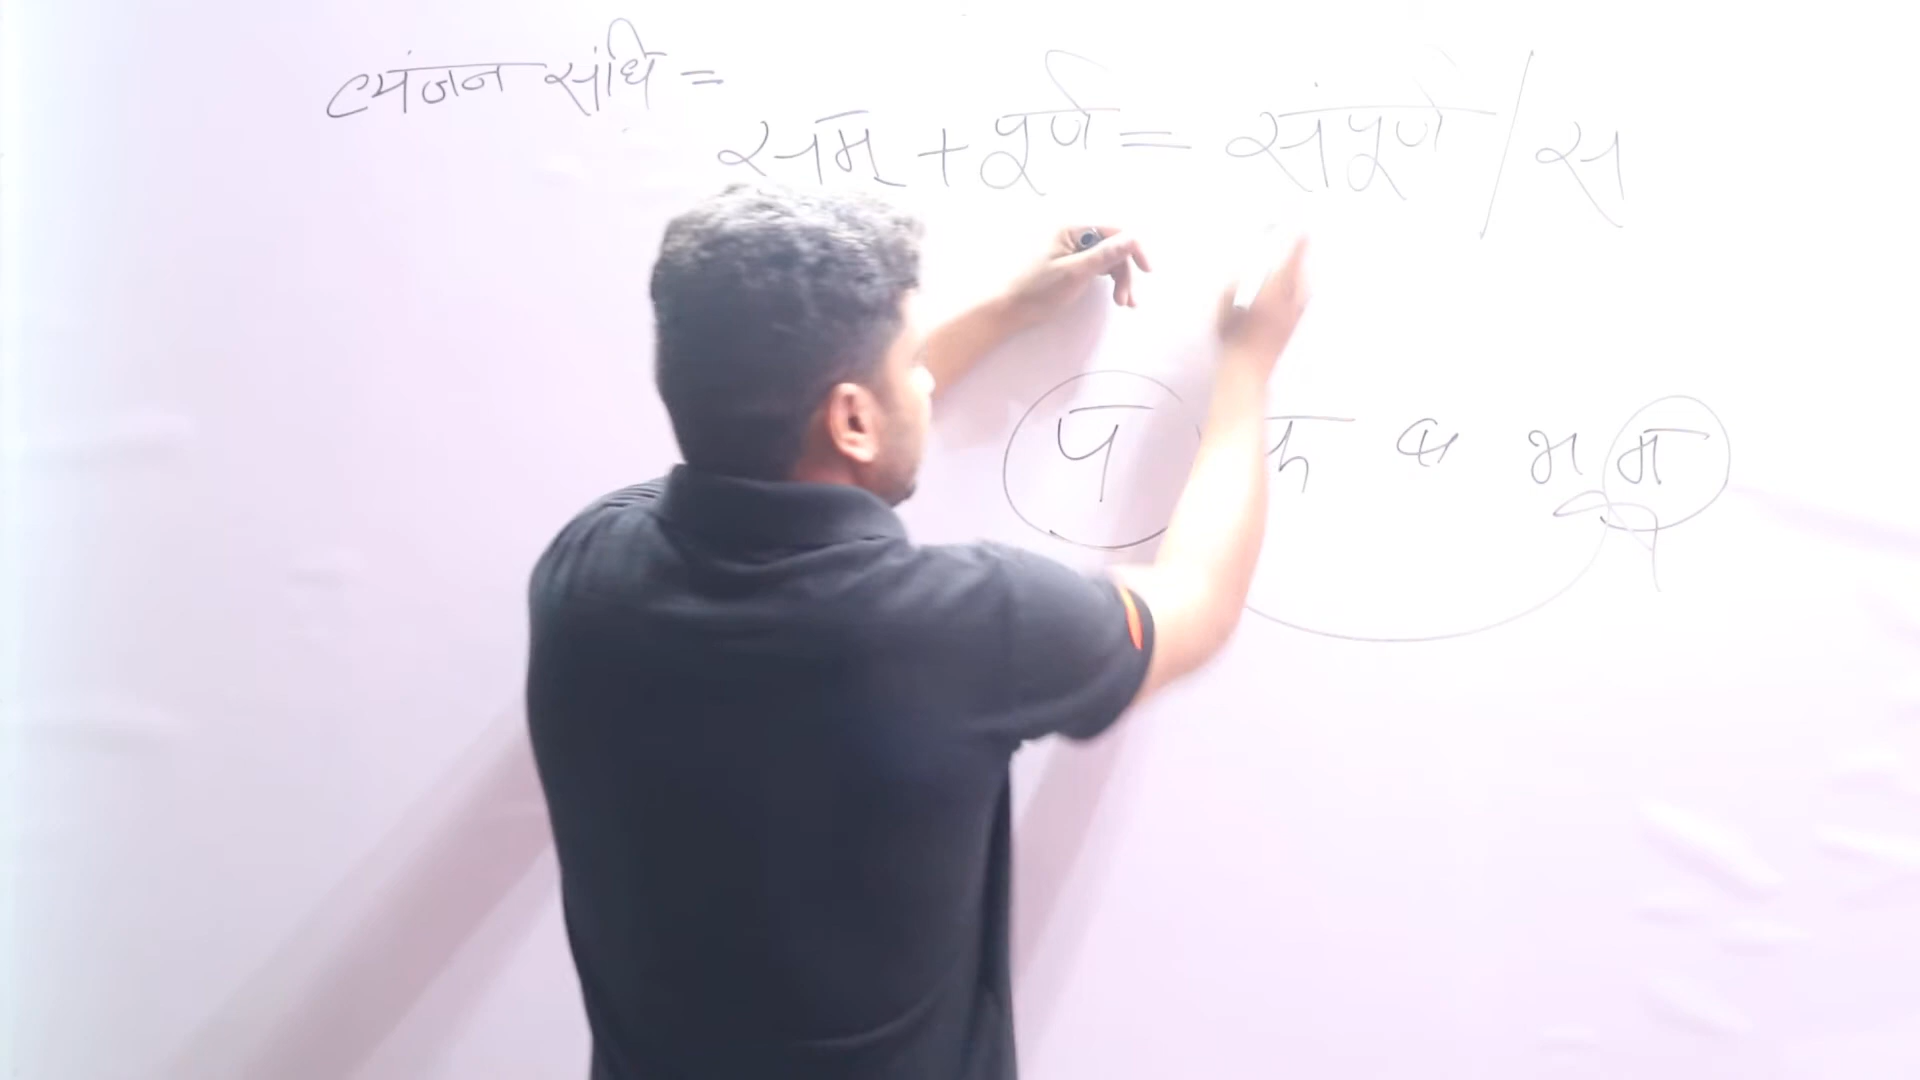 व्यंजन संधि =
सम् + पूर्ण = संपूर्ण / स
प फ ब भ म
म्